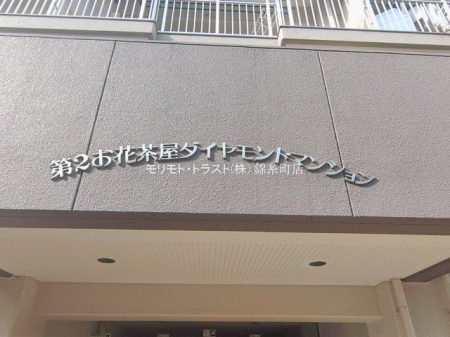 第2お花茶屋ダイヤモンドマンション
モリモト・トラスト(株) 錦糸町店